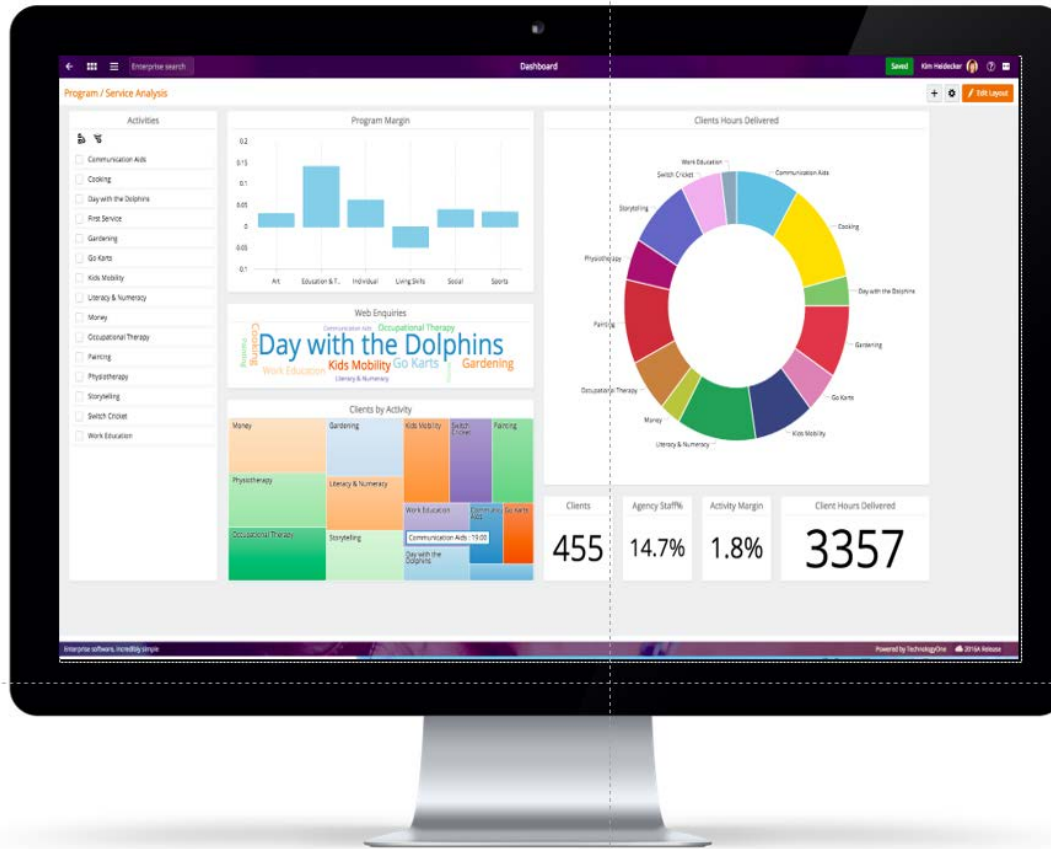 Enterprise search
Dashboard
Saved
Kim Heidecker
Program / Service Analysis
Edit Layout
Activities
Communication Aids
Cooking
Day with the Dolphins
First Service
Gardening
Go Karts
Kids Mobility
Literacy & Numeracy
Money
Occupational Therapy
Painting
Physiotherapy
Storytelling
Switch Cricket
Work Education
Program Margin
0.2
0.15
0.1
0.05
0
0.05
0.1
Art
Education & T..
Individual
Living Skills
Social
Sports
Web Enquiries
Communication Aids
Occupational Therapy
Cooking
Painting
Day with the Dolphins
Work Education
Kids Mobility
Go Karts
Gardening
Literacy & Numeracy
Clients by Activity
Money
Gardening
Kids Mobility
Switch
Cricket
Painting
Physiotherapy
Literacy & Numeracy
Work Education
Go Karts
Aids
Occupational Therapy
Storytelling
Communication Aids : 19.00
Day with the
Dolphins
Clients Hours Delivered
Work Education
Switch Cricket
Communication Aids
Storytelling
Cooking
Physiotherapy
Day with the Dolphins
Painting
Gardening
Occupational Therapy
Go Karts
Money
Kids Mobility
Literacy & Numeracy
Clients
455
Agency Staff%
14.7%
Activity Margin
1.8%
Client Hours Delivered
3357
Enterprise software, incredibly simple
Powered by TechnologyOne
2016A Release